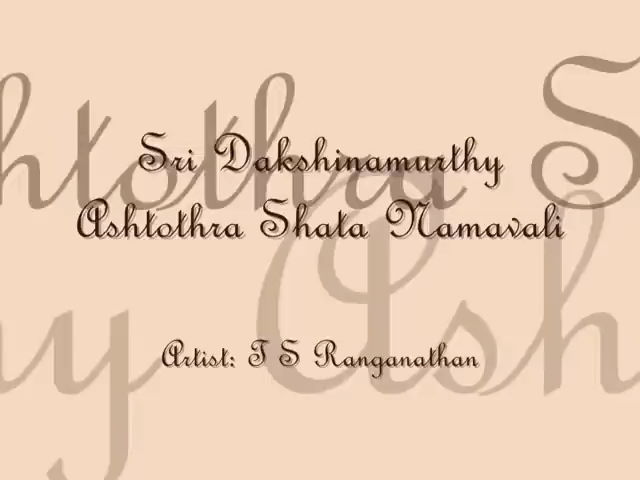 Sri Dakshinamurthy
Ashtothra Shata Namavali
Artist: T S Ranganathan